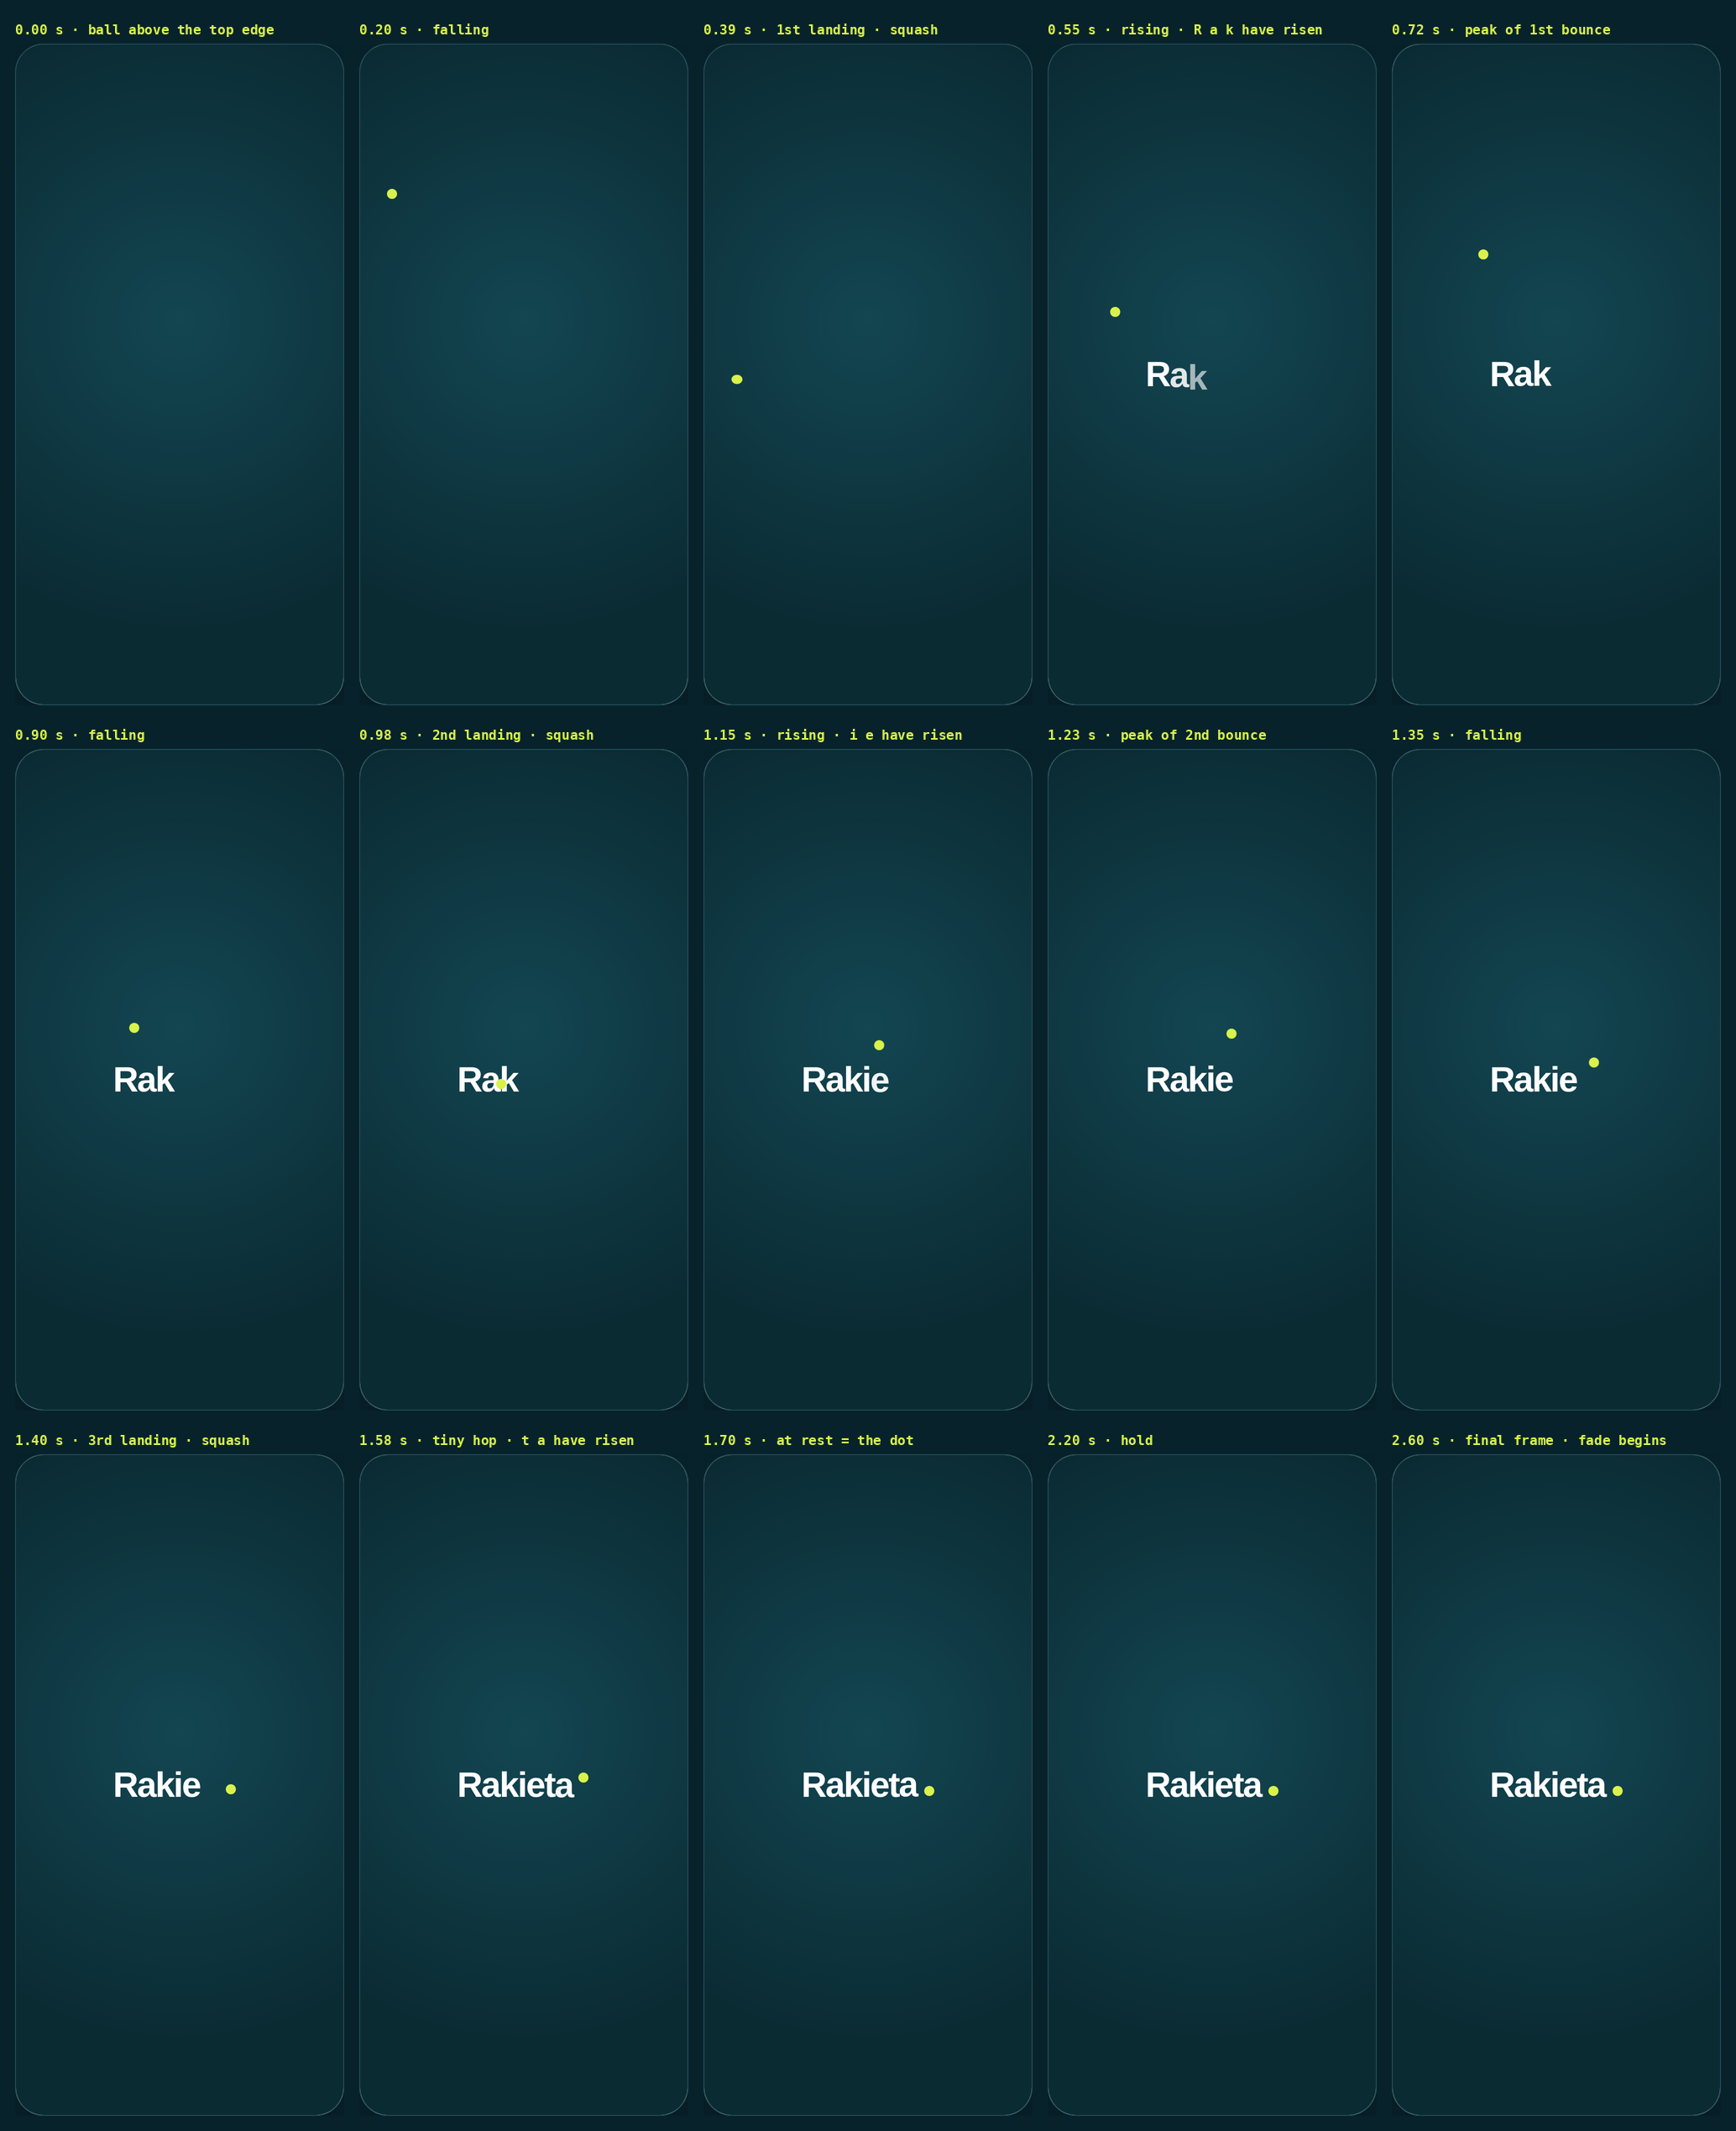 0.00 s · ball above the top edge
0.20 s · falling
0.39 s · 1st landing · squash
0.55 s · rising · R a k have risen
Rak
0.72 s · peak of 1st bounce
Rak
0.90 s · falling
Rak
0.98 s · 2nd landing · squash
Rak
1.15 s · rising · i e have risen
Rakie
1.23 s · peak of 2nd bounce
Rakie
1.35 s · falling
Rakie
1.40 s · 3rd landing · squash
Rakie
1.58 s · tiny hop · t a have risen
Rakieta
1.70 s · at rest = the dot
Rakieta.
2.20 s · hold
Rakieta.
2.60 s · final frame · fade begins
Rakieta.